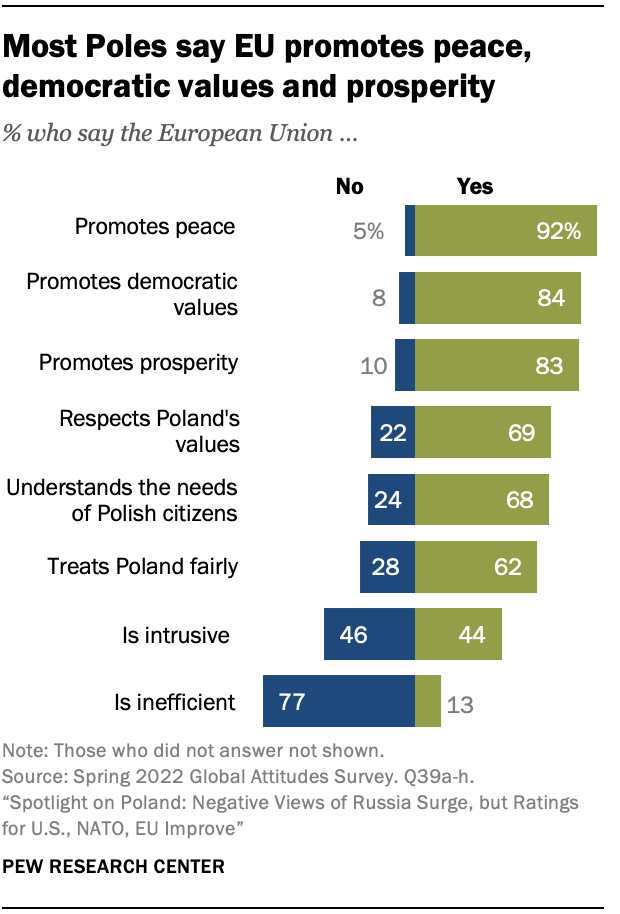 Most Poles say EU promotes peace,
democratic values and prosperity
% who say the European Union ...
No Yes
Promotes peace 5% 92%
Promotes democratic
values 8 84
Promotes prosperity 10 83
Respects Poland's
values 22 69
Understands the needs
of Polish citizens 24 68
Treats Poland fairly 28 62
Is intrusive 46 44
Is inefficient 77 13
Note: Those who did not answer not shown.
Source: Spring 2022 Global Attitudes Survey. Q39a-h.
“Spotlight on Poland: Negative Views of Russia Surge, but Ratings
for U.S., NATO, EU Improve”
PEW RESEARCH CENTER